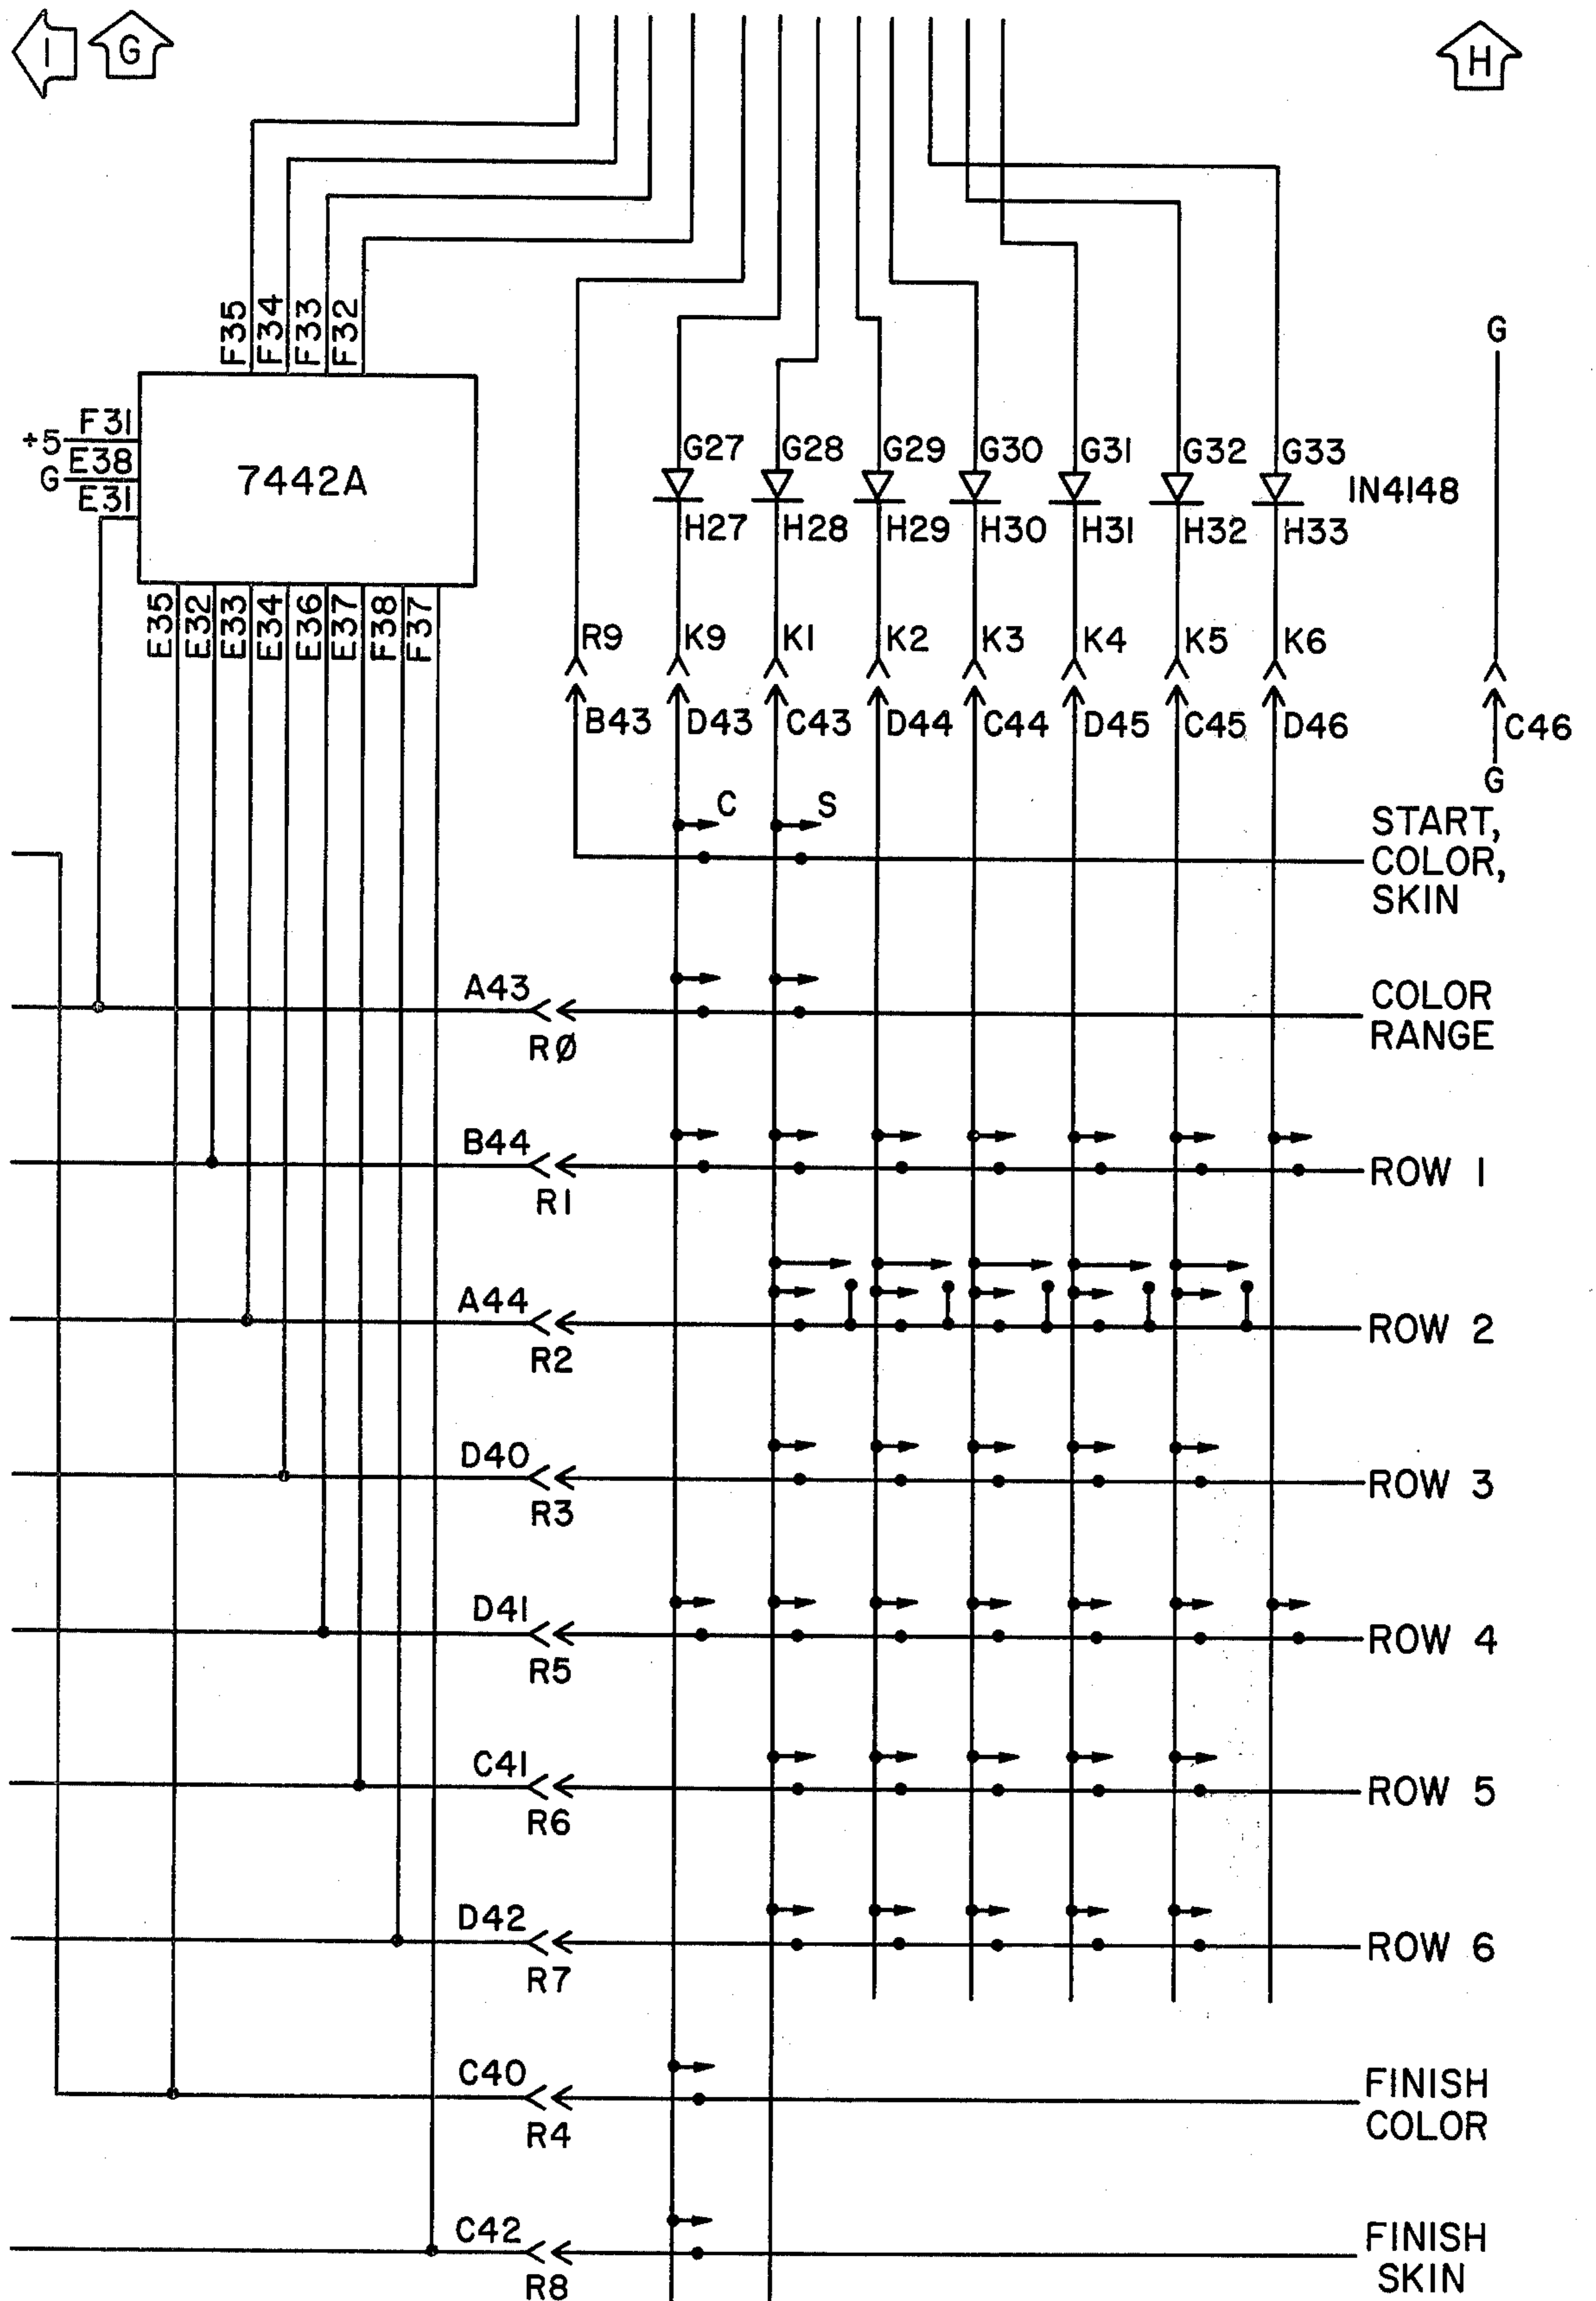 I G H
F35 F34 F33 F32
G
+5 F31
G E38
E31
7442A
G27 G28 G29 G30 G31 G32 G33
IN4148
H27 H28 H29 H30 H31 H32 H33
E35 E32 E33 E34 E36 E37 F38 F37
R9 K9 K1 K2 K3 K4 K5 K6
B43 D43 C43 D44 C44 D45 C45 D46 C46
G
C S
START,
COLOR,
SKIN
A43
RØ
COLOR
RANGE
B44
R1
ROW 1
A44
R2
ROW 2
D40
R3
ROW 3
D41
R5
ROW 4
C41
R6
ROW 5
D42
R7
ROW 6
C40
R4
FINISH
COLOR
C42
R8
FINISH
SKIN